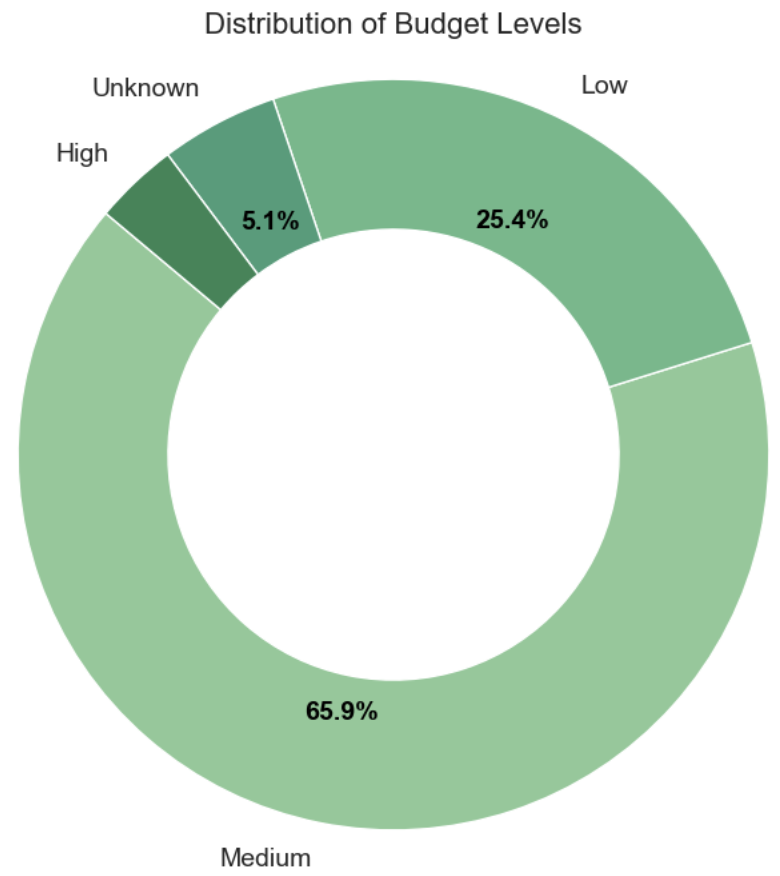 Distribution of Budget Levels
Unknown
Low
High
5.1%
25.4%
65.9%
Medium